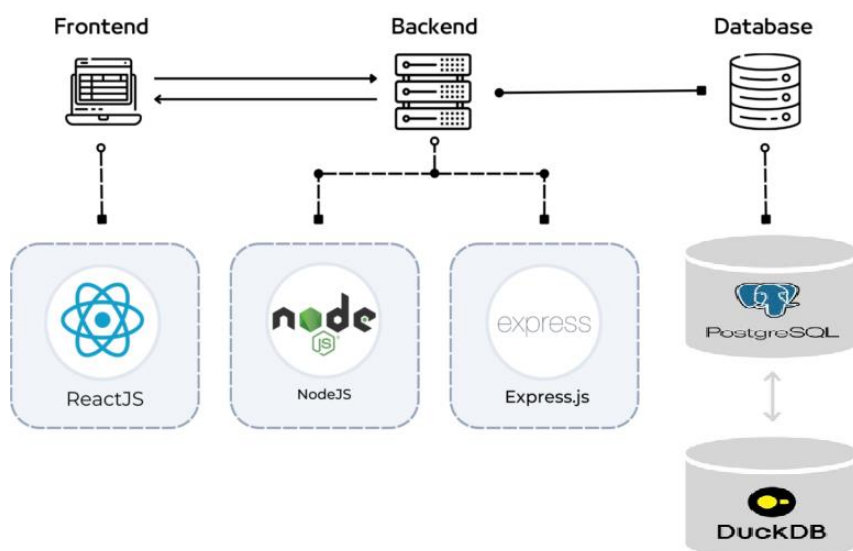 Frontend
Backend
Database
node
JS
express
ReactJS
NodeJS
Express.js
PostgreSQL
DuckDB